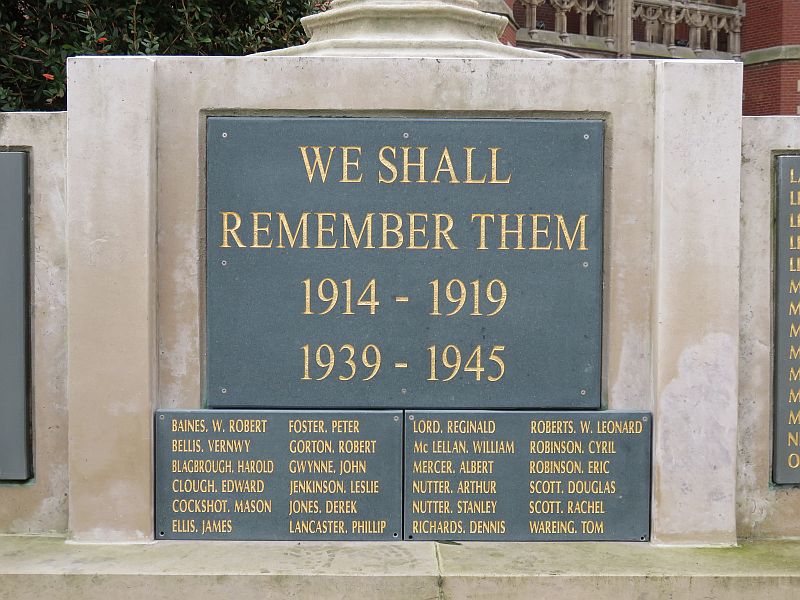 WE SHALL
REMEMBER THEM
1914 - 1919
1939 - 1945
BAINES. W. ROBERT
BELLIS. VERNWY
BLAGBROUGH. HAROLD
CLOUGH. EDWARD
COCKSHOT. MASON
ELLIS. JAMES
FOSTER. PETER
GORTON. ROBERT
GWYNNE. JOHN
JENKINSON. LESLIE
JONES. DEREK
LANCASTER. PHILLIP
LORD. REGINALD
Mc LELLAN. WILLIAM
MERCER. ALBERT
NUTTER. ARTHUR
NUTTER. STANLEY
RICHARDS. DENNIS
ROBERTS. W. LEONARD
ROBINSON. CYRIL
ROBINSON. ERIC
SCOTT. DOUGLAS
SCOTT. RACHEL
WAREING. TOM